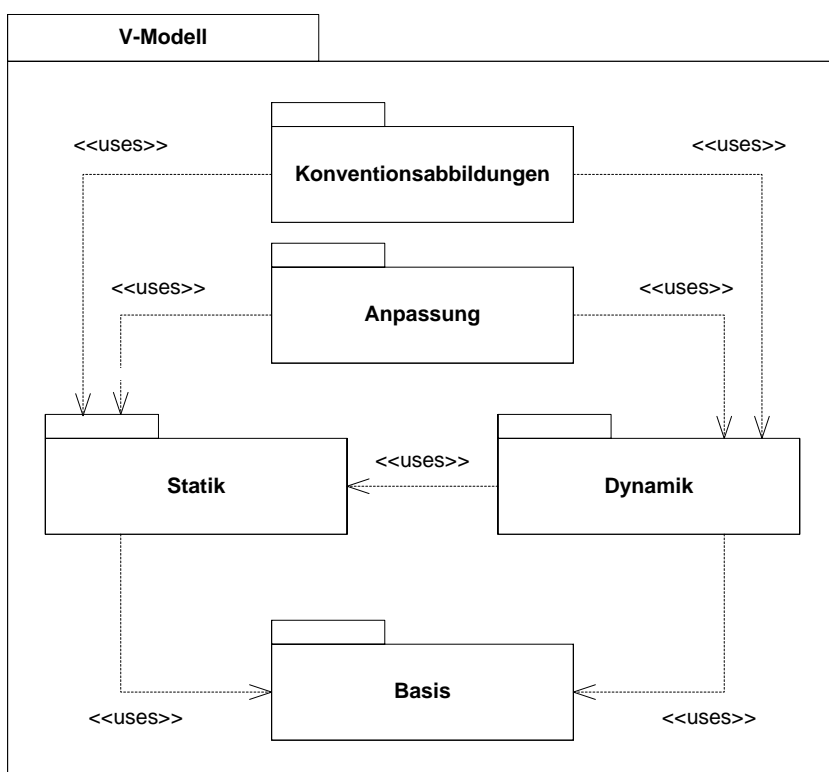 V-Modell
<<uses>>
<<uses>>
Konventionsabbildungen
<<uses>>
<<uses>>
Anpassung
<<uses>>
Statik
Dynamik
Basis
<<uses>>
<<uses>>